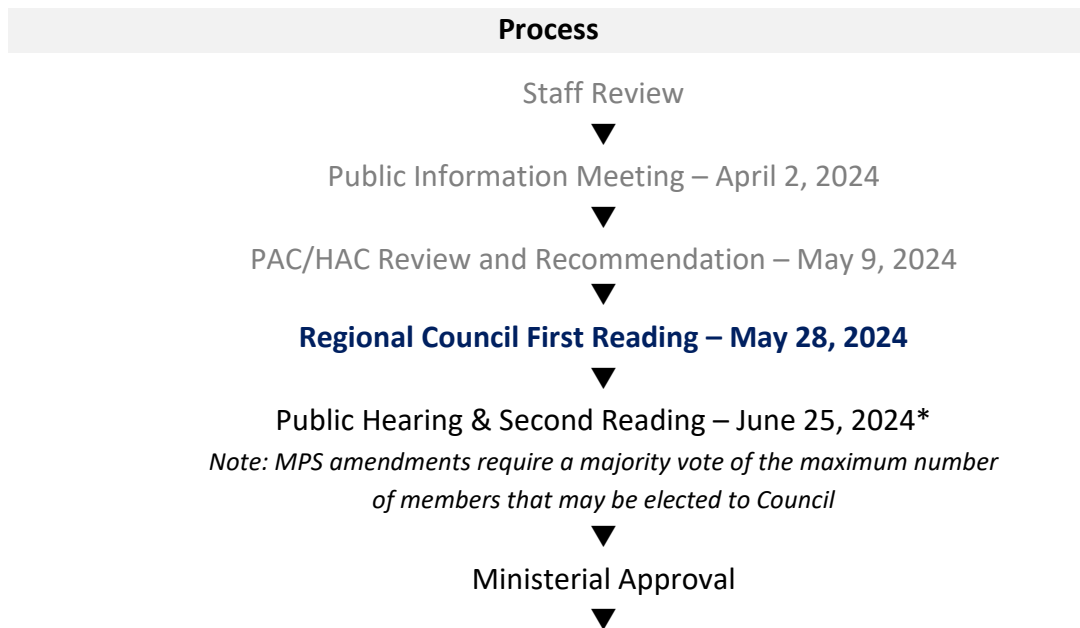 Process
Staff Review
Public Information Meeting – April 2, 2024
PAC/HAC Review and Recommendation – May 9, 2024
Regional Council First Reading – May 28, 2024
Public Hearing & Second Reading – June 25, 2024*
Note: MPS amendments require a majority vote of the maximum number
of members that may be elected to Council
Ministerial Approval